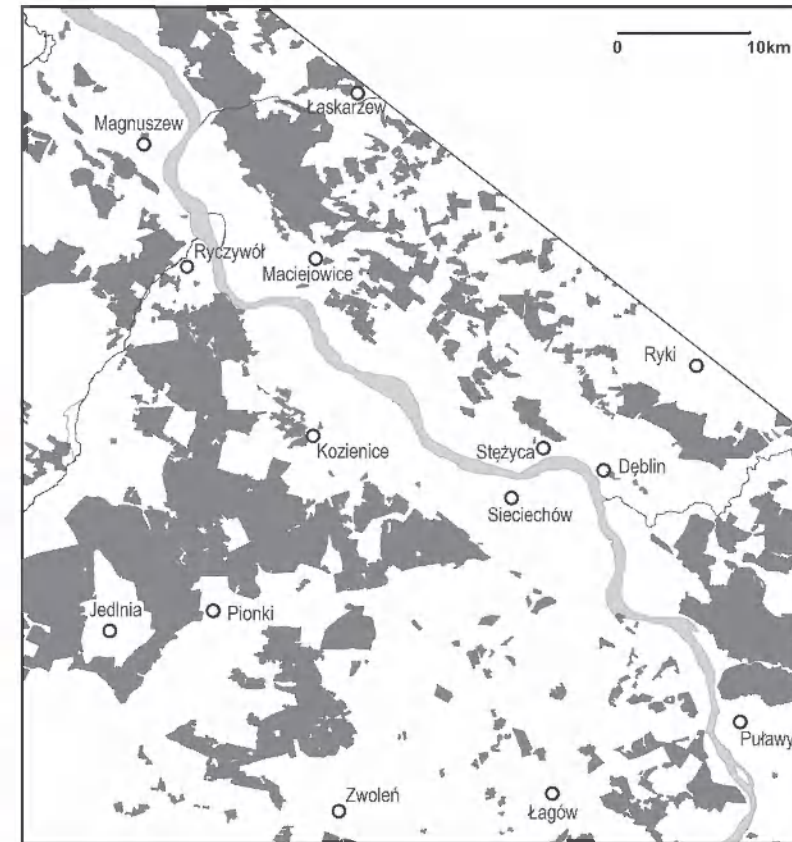 0 10km
Łaskarzew
Magnuszew
Ryczywół
Maciejowice
Ryki
Kozienice
Stężyca
Dęblin
Sieciechów
Jedlnia
Pionki
Puławy
Zwoleń
Łagów